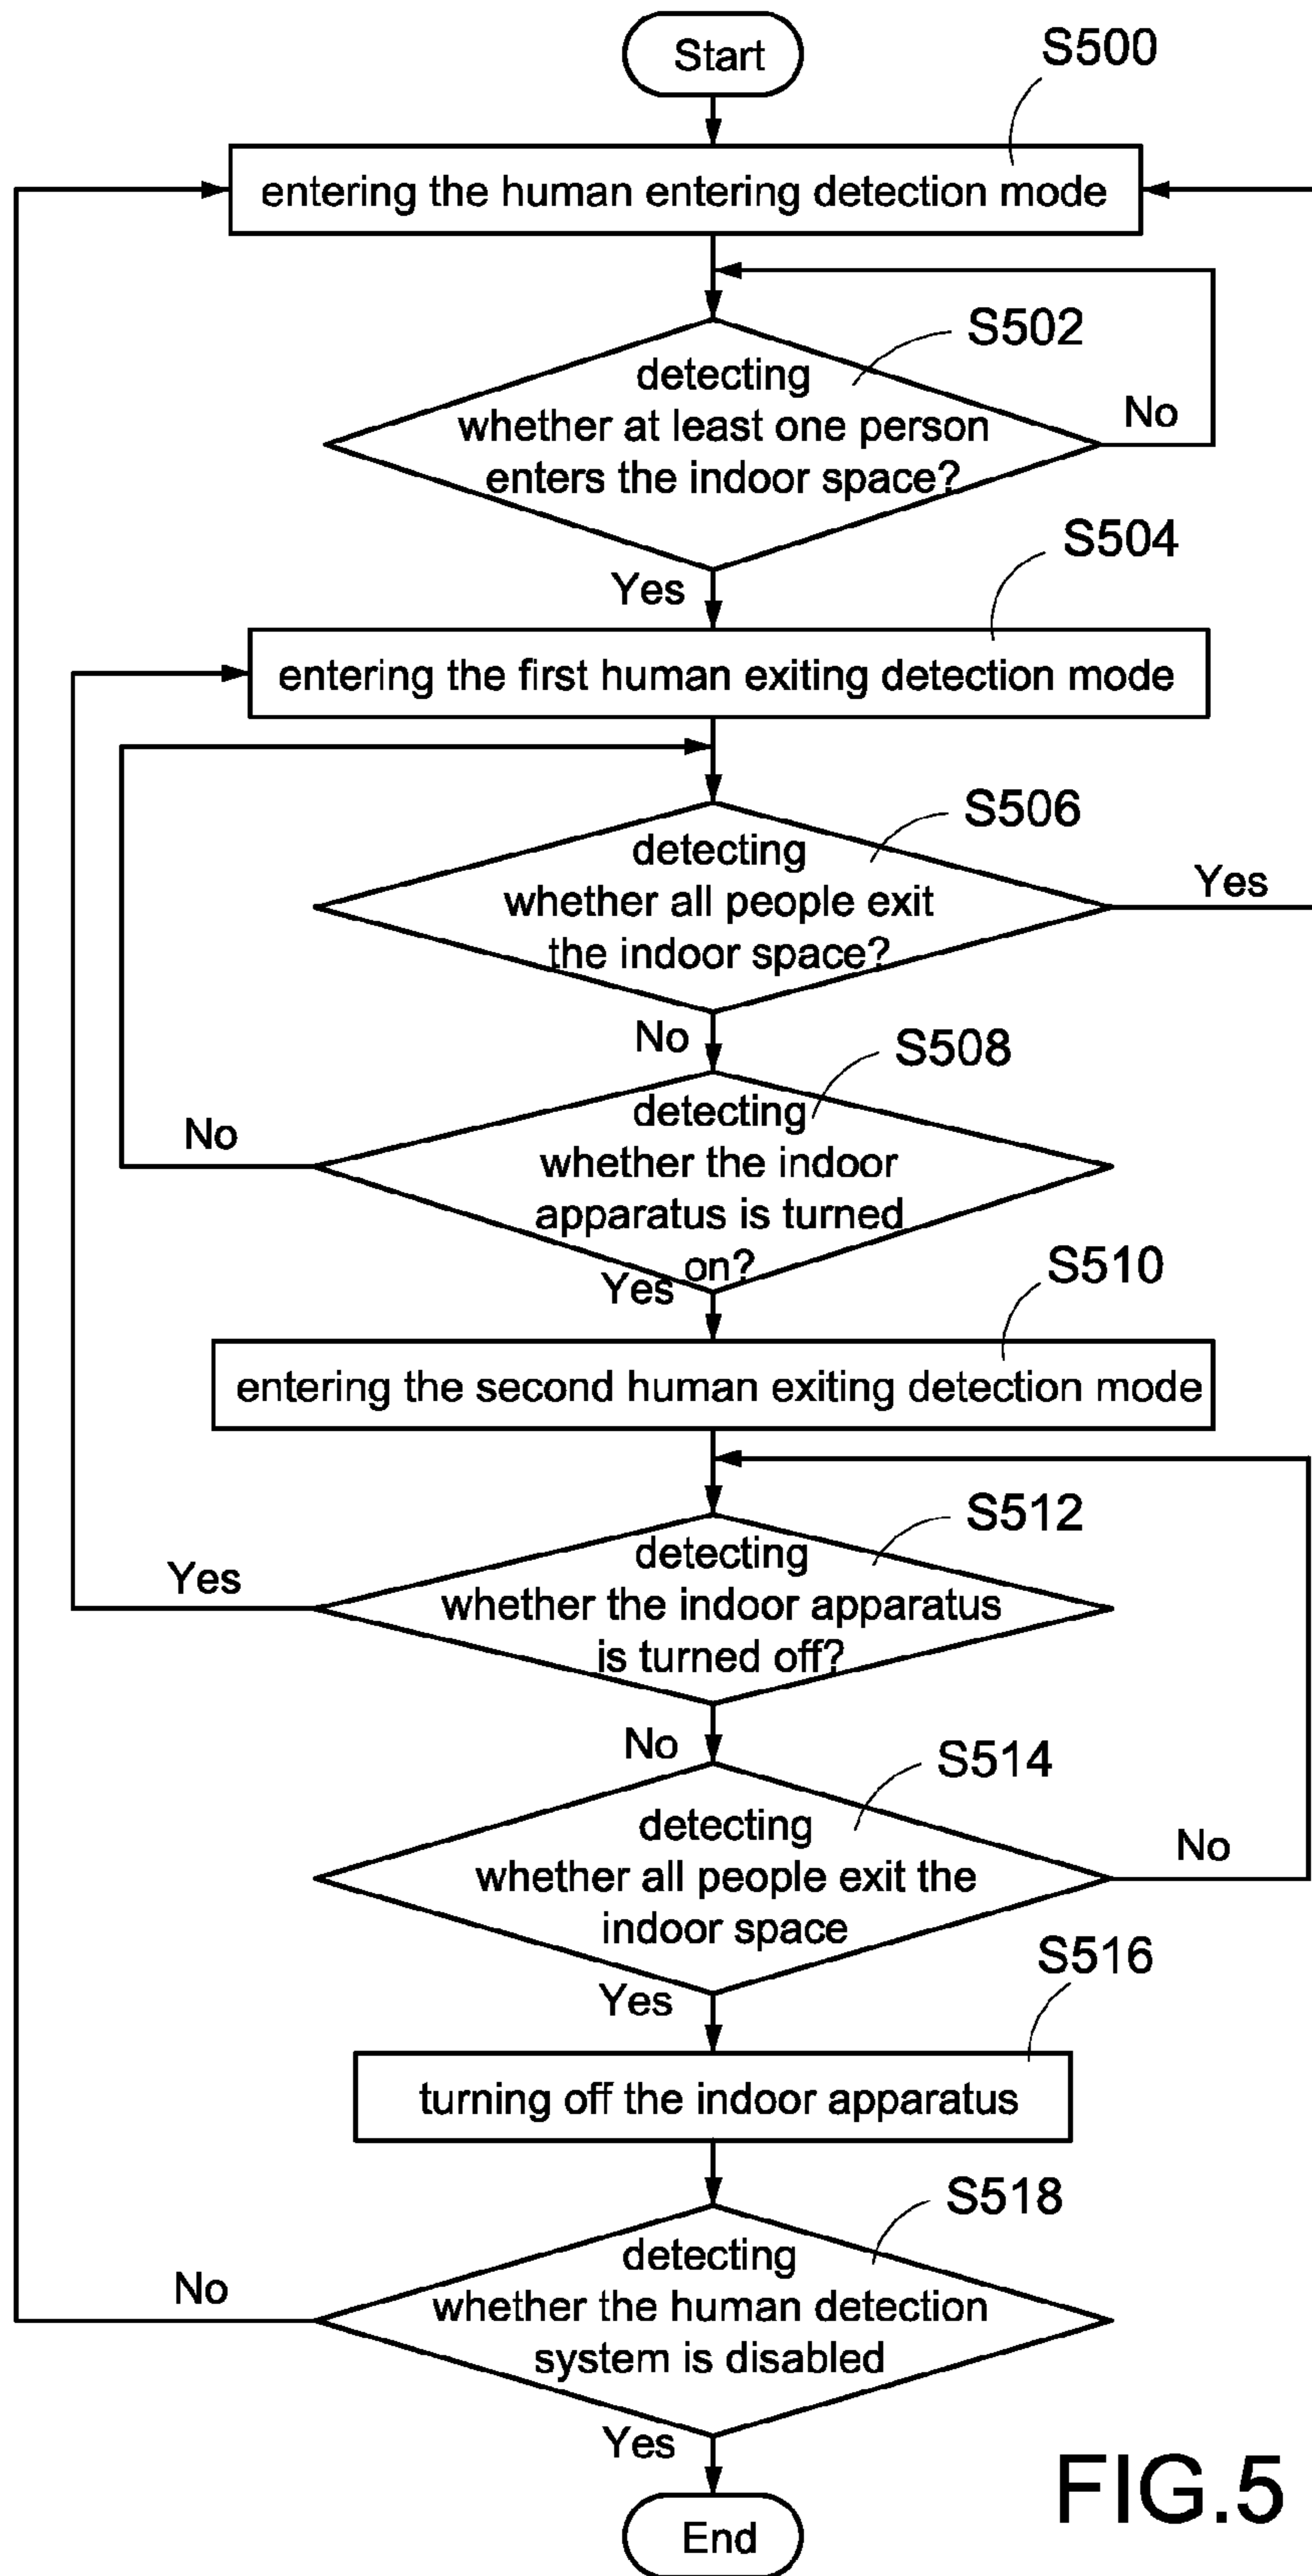 Start
S500
entering the human entering detection mode
S502
detecting
whether at least one person
enters the indoor space?
No
Yes
S504
entering the first human exiting detection mode
S506
detecting
whether all people exit
the indoor space?
Yes
No
S508
detecting
whether the indoor
apparatus is turned
on?
No
Yes
S510
entering the second human exiting detection mode
S512
detecting
whether the indoor apparatus
is turned off?
Yes
No
S514
detecting
whether all people exit the
indoor space
No
Yes
S516
turning off the indoor apparatus
S518
detecting
whether the human detection
system is disabled
No
Yes
End
FIG.5